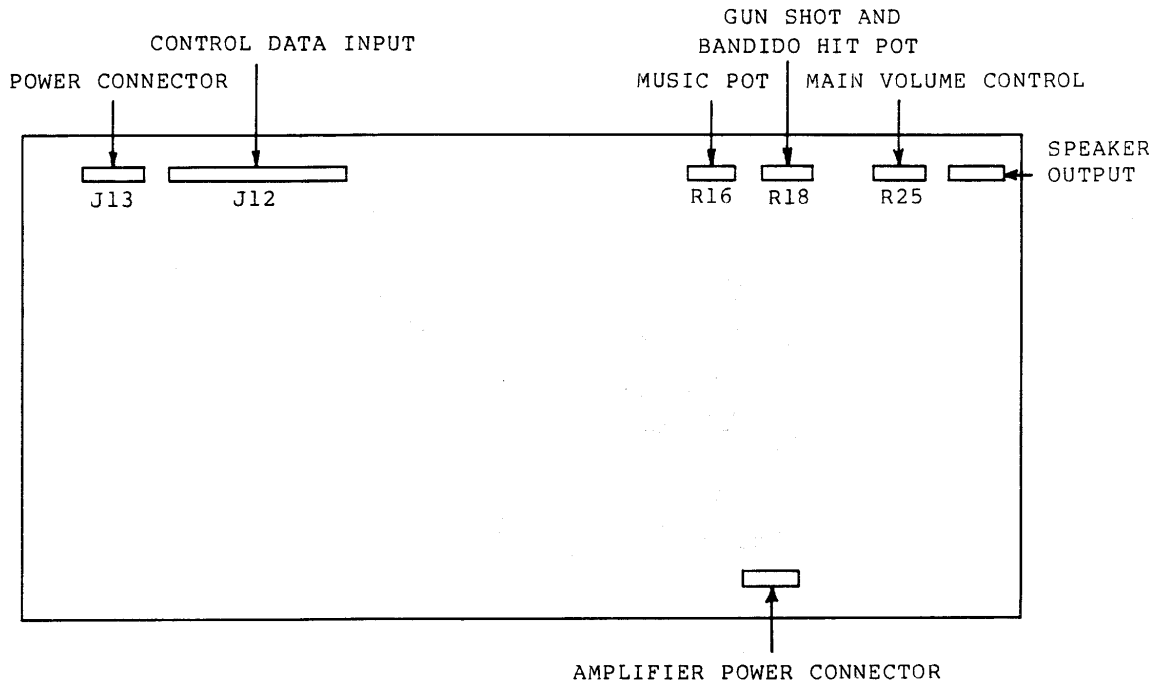 GUN SHOT AND
BANDIDO HIT POT
CONTROL DATA INPUT
POWER CONNECTOR
MUSIC POT
MAIN VOLUME CONTROL
SPEAKER
OUTPUT
J13
J12
R16
R18
R25
AMPLIFIER POWER CONNECTOR